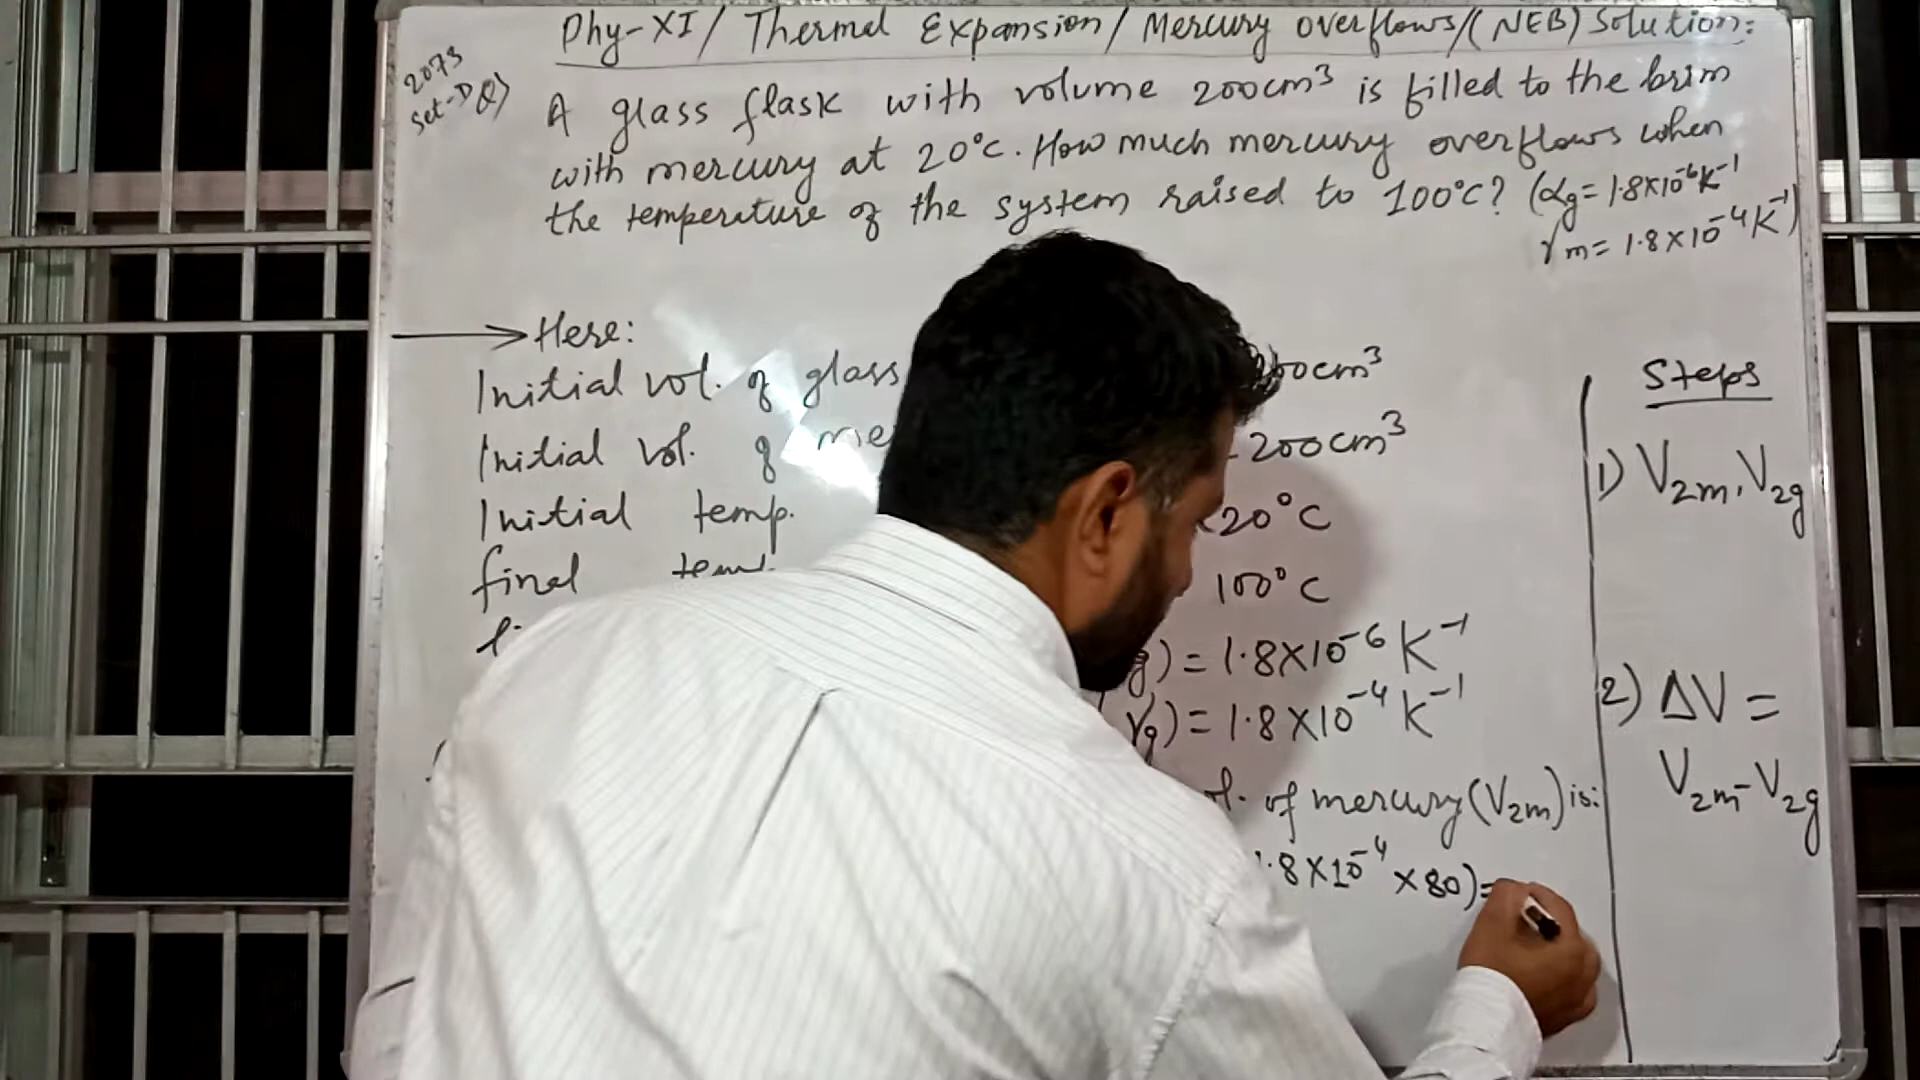 Phy-XI/ Thermal Expansion/ Mercury overflows/(NEB) Solution:
2073
Set-D(Q)
A glass flask with volume 200cm³ is filled to the brim
with mercury at 20°c. How much mercury overflows when
the temperature of the system raised to 100°c? (αg = 1.8×10⁻⁶K⁻¹
γm = 1.8×10⁻⁴K⁻¹)
Here:
Initial vol. of glass 200cm³
Initial vol. of 200cm³
Initial temp. 20°C
final temp. 100°C
g) = 1.8×10⁻⁶ K⁻¹
(γg) = 1.8×10⁻⁴ K⁻¹
of mercury (V₂m) is:
1.8×10⁻⁴ ×80)=
Steps
1) V₂m, V₂g
2) ΔV =
V₂m-V₂g